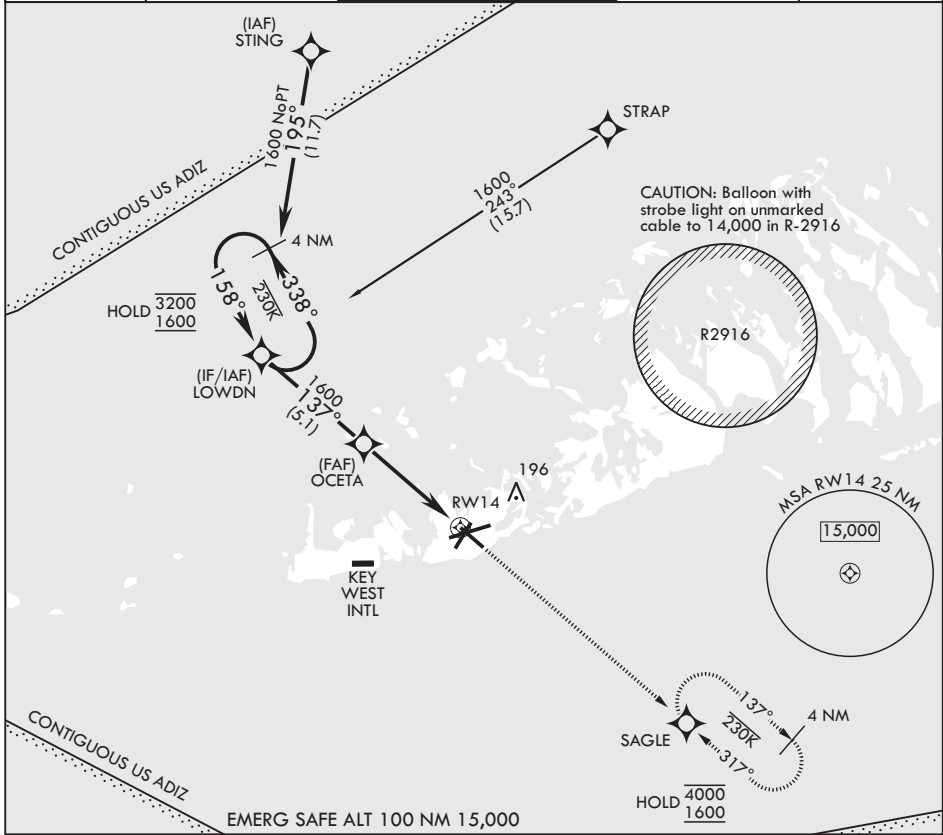 (IAF)
STING
1600 NoPT
195°
(11.7)
STRAP
1600
243°
(15.7)
CONTIGUOUS US ADIZ
CAUTION: Balloon with
strobe light on unmarked
cable to 14,000 in R-2916
4 NM
338°
230K
158°
HOLD 3200
1600
R2916
(IF/IAF)
LOWDN
1600
137°
(5.1)
(FAF)
OCETA
196
RW14
MSA RW14 25 NM
15,000
KEY
WEST
INTL
137°
4 NM
230K
317°
SAGLE
CONTIGUOUS US ADIZ
HOLD 4000
1600
EMERG SAFE ALT 100 NM 15,000